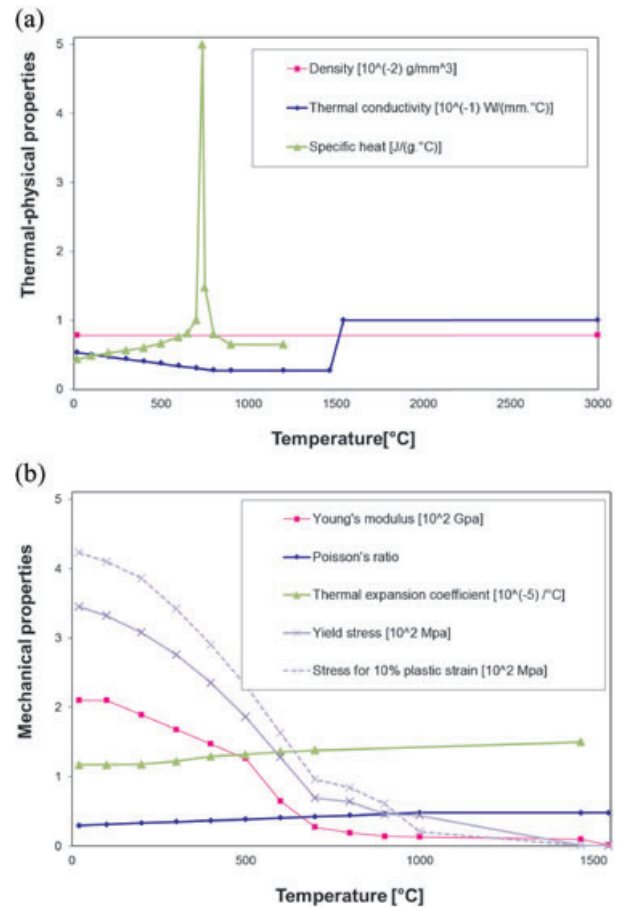 (a)
5
4
3
2
1
0
Thermal-physical properties
Density [10^(-2) g/mm^3]
Thermal conductivity [10^(-1) W/(mm.°C)]
Specific heat [J/(g.°C)]
0
500
1000
1500
2000
2500
3000
Temperature[°C]
(b)
5
4
3
2
1
0
Mechanical properties
Young's modulus [10^2 Gpa]
Poisson's ratio
Thermal expansion coefficient [10^(-5) /°C]
Yield stress [10^2 Mpa]
Stress for 10% plastic strain [10^2 Mpa]
0
500
1000
1500
Temperature [°C]